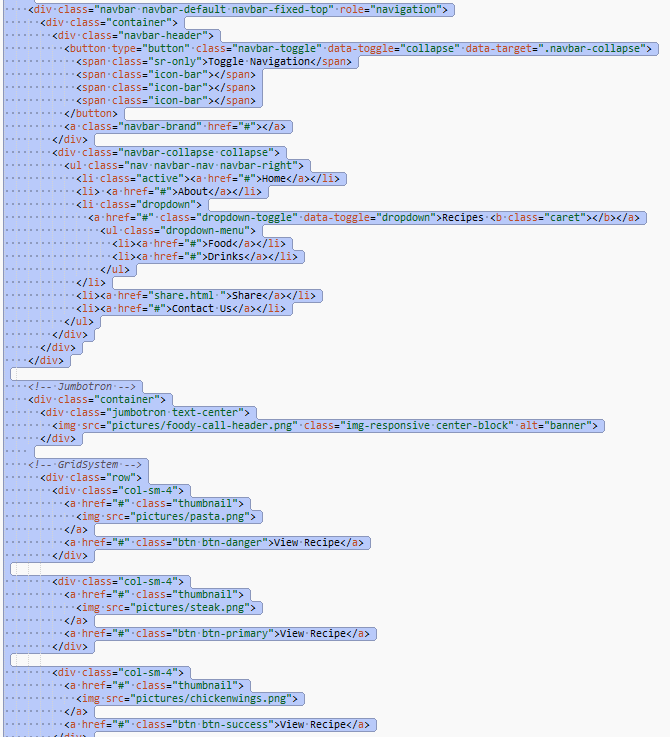 <div class="navbar navbar-default navbar-fixed-top" role="navigation">
<div class="container">
<div class="navbar-header">
<button type="button" class="navbar-toggle" data-toggle="collapse" data-target=".navbar-collapse">
<span class="sr-only">Toggle Navigation</span>
<span class="icon-bar"></span>
<span class="icon-bar"></span>
<span class="icon-bar"></span>
</button>
<a class="navbar-brand" href="#"></a>
</div>
<div class="navbar-collapse collapse">
<ul class="nav navbar-nav navbar-right">
<li class="active"><a href="#">Home</a></li>
<li> <a href="#">About</a></li>
<li class="dropdown">
<a href="#" class="dropdown-toggle" data-toggle="dropdown">Recipes <b class="caret"></b></a>
<ul class="dropdown-menu">
<li><a href="#">Food</a></li>
<li><a href="#">Drinks</a></li>
</ul>
</li>
<li><a href="share.html ">Share</a></li>
<li><a href="#">Contact Us</a></li>
</ul>
</div>
</div>
</div>
<!-- Jumbotron -->
<div class="container">
<div class="jumbotron text-center">
<img src="pictures/foody-call-header.png" class="img-responsive center-block" alt="banner">
</div>
<!-- GridSystem -->
<div class="row">
<div class="col-sm-4">
<a href="#" class="thumbnail">
<img src="pictures/pasta.png">
</a>
<a href="#" class="btn btn-danger">View Recipe</a>
</div>
<div class="col-sm-4">
<a href="#" class="thumbnail">
<img src="pictures/steak.png">
</a>
<a href="#" class="btn btn-primary">View Recipe</a>
</div>
<div class="col-sm-4">
<a href="#" class="thumbnail">
<img src="pictures/chickenwings.png">
</a>
<a href="#" class="btn btn-success">View Recipe</a>
</div>